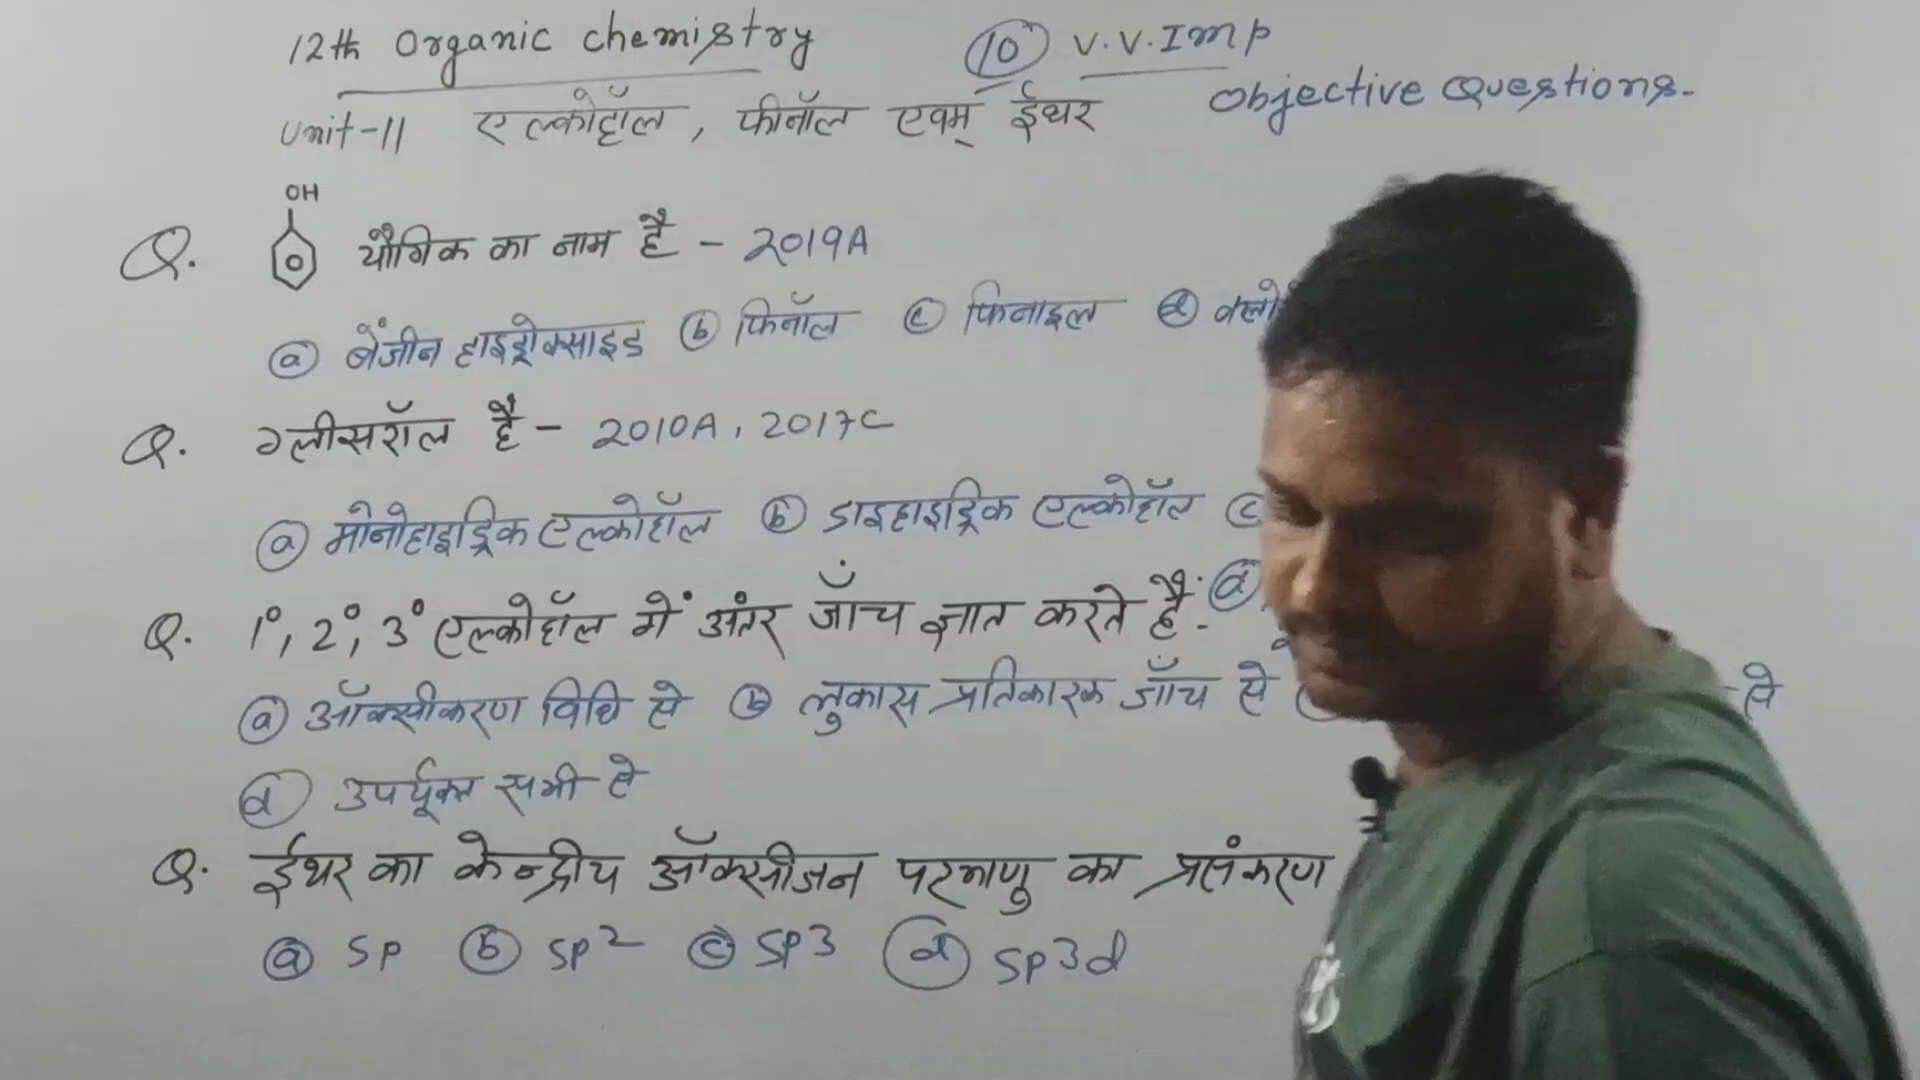 12th Organic chemistry ⑩ V.V.Imp
Objective Questions.
Unit-11 एल्कोहॉल, फीनॉल एवम् ईथर
OH
Q. यौगिक का नाम है - 2019A
ⓐ बेंजीन हाइड्रोक्साइड ⓑ फिनॉल ⓒ फिनाइल ⓓ क्लो
Q. ग्लीसरॉल है - 2010A, 2017C
ⓐ मोनोहाइड्रिक एल्कोहॉल ⓑ डाइहाइड्रिक एल्कोहॉल ⓒ
ⓓ
Q. 1°, 2°, 3° एल्कोहॉल में अंतर जाँच ज्ञात करते हैं:-
ⓐ ऑक्सीकरण विधि से ⓑ लुकास प्रतिकारक जाँच से से
ⓓ उपर्यूक्त सभी से
Q. ईथर का केन्द्रीय ऑक्सीजन परमाणु का प्रसंकरण
ⓐ sp ⓑ sp2 ⓒ sp3 ⓓ sp3d